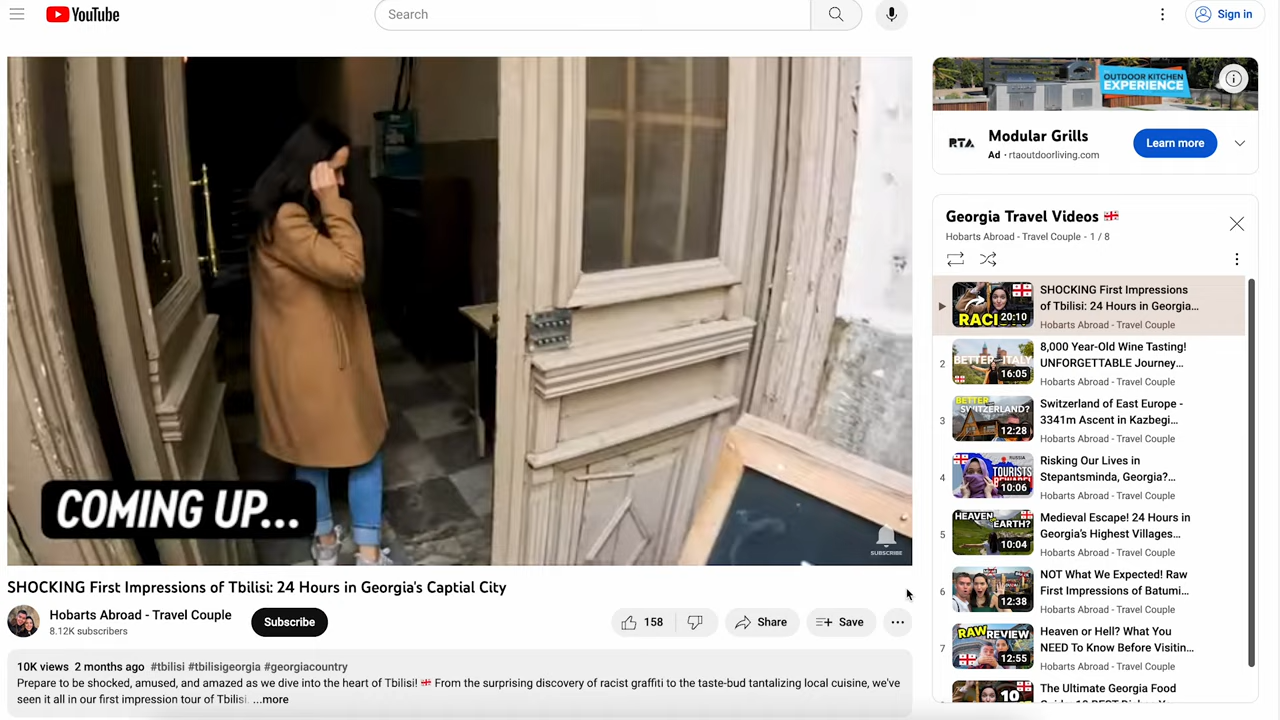 YouTube
Search
Sign in
OUTDOOR KITCHEN
EXPERIENCE
RTA
Modular Grills
Ad · rtaoutdoorliving.com
Learn more
COMING UP...
SUBSCRIBE
SHOCKING First Impressions of Tbilisi: 24 Hours in Georgia's Captial City
Hobarts Abroad - Travel Couple
8.12K subscribers
Subscribe
158
Share
Save
10K views 2 months ago #tbilisi #tbilisigeorgia #georgiacountry
Prepare to be shocked, amused, and amazed as we dive into the heart of Tbilisi! 🇬🇪 From the surprising discovery of racist graffiti to the taste-bud tantalizing local cuisine, we've
seen it all in our first impression tour of Tbilisi. ...more
Georgia Travel Videos 🇬🇪
Hobarts Abroad - Travel Couple - 1 / 8
RACI
20:10
SHOCKING First Impressions
of Tbilisi: 24 Hours in Georgia...
Hobarts Abroad - Travel Couple
2
BETTER ITALY
16:05
8,000 Year-Old Wine Tasting!
UNFORGETTABLE Journey...
Hobarts Abroad - Travel Couple
3
BETTER
SWITZERLAND?
12:28
Switzerland of East Europe -
3341m Ascent in Kazbegi...
Hobarts Abroad - Travel Couple
4
RUSSIA
TOURISTS
10:06
Risking Our Lives in
Stepantsminda, Georgia?...
Hobarts Abroad - Travel Couple
5
HEAVEN
EARTH?
10:04
Medieval Escape! 24 Hours in
Georgia's Highest Villages...
Hobarts Abroad - Travel Couple
6
12:38
NOT What We Expected! Raw
First Impressions of Batumi...
Hobarts Abroad - Travel Couple
7
RAW REVIEW
12:55
Heaven or Hell? What You
NEED To Know Before Visitin...
Hobarts Abroad - Travel Couple
10
The Ultimate Georgia Food